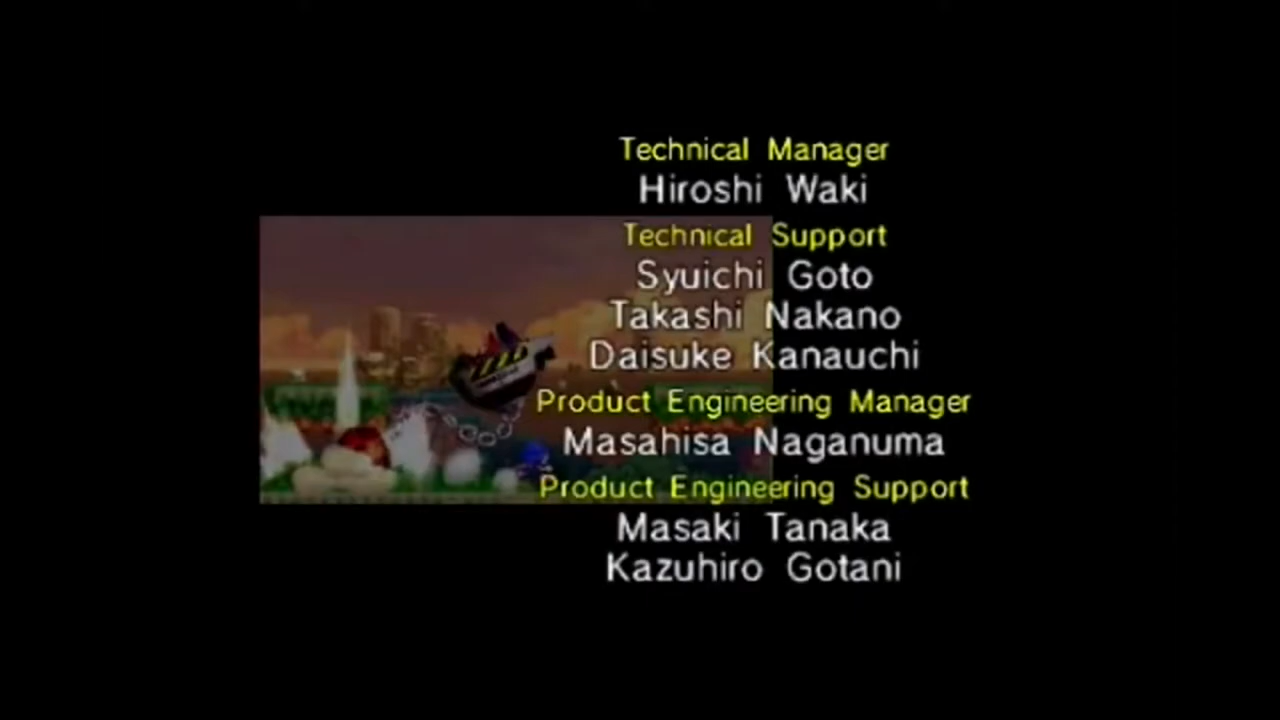 Technical Manager
Hiroshi Waki
Technical Support
Syuichi Goto
Takashi Nakano
Daisuke Kanauchi
Product Engineering Manager
Masahisa Naganuma
Product Engineering Support
Masaki Tanaka
Kazuhiro Gotani